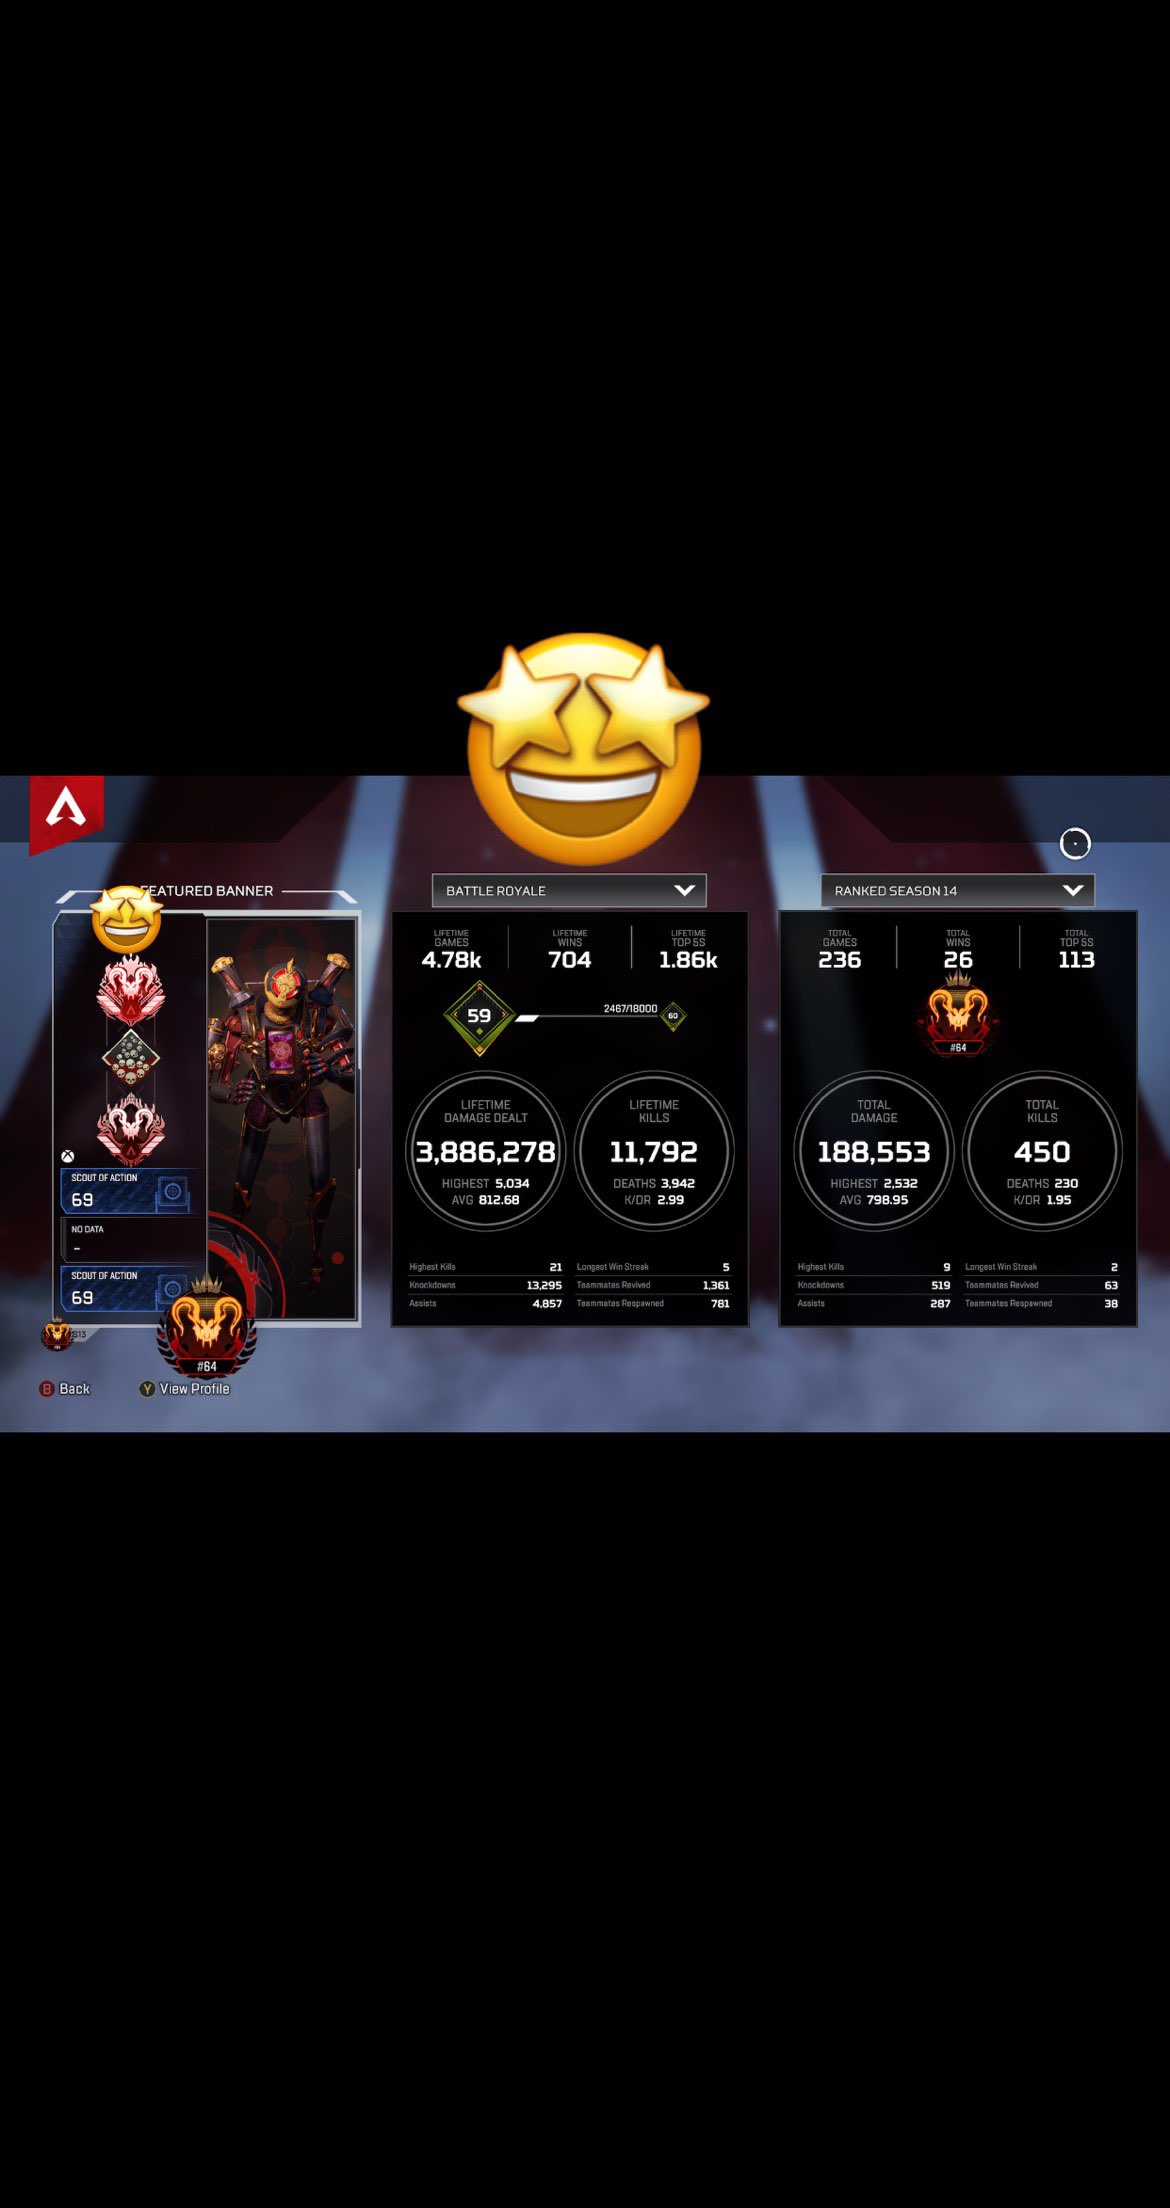 FEATURED BANNER
SCOUT OF ACTION
69
NO DATA
-
SCOUT OF ACTION
69
S13
#64
B Back
Y View Profile
BATTLE ROYALE
LIFETIME GAMES
4.78k
LIFETIME WINS
704
LIFETIME TOP 5S
1.86k
59
2467/18000
60
LIFETIME
DAMAGE DEALT
3,886,278
HIGHEST 5,034
AVG 812.68
LIFETIME
KILLS
11,792
DEATHS 3,942
K/DR 2.99
Highest Kills 21
Knockdowns 13,295
Assists 4,857
Longest Win Streak 5
Teammates Revived 1,361
Teammates Respawned 781
RANKED SEASON 14
TOTAL GAMES
236
TOTAL WINS
26
TOTAL TOP 5S
113
#64
TOTAL
DAMAGE
188,553
HIGHEST 2,532
AVG 798.95
TOTAL
KILLS
450
DEATHS 230
K/DR 1.95
Highest Kills 9
Knockdowns 519
Assists 287
Longest Win Streak 2
Teammates Revived 63
Teammates Respawned 38